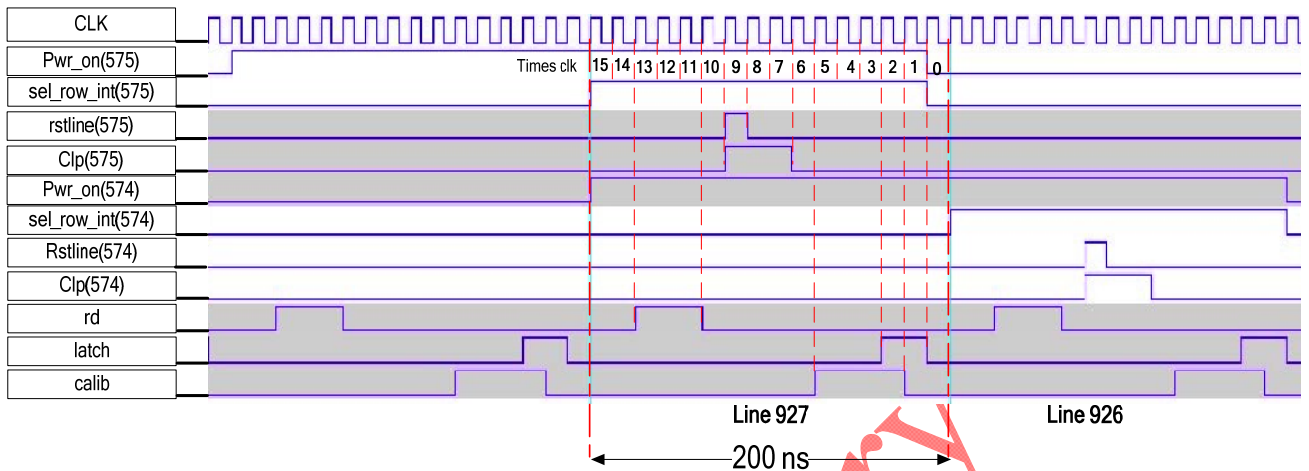 CLK
Pwr_on(575)
Times clk 15 14 13 12 11 10 9 8 7 6 5 4 3 2 1 0
sel_row_int(575)
rstline(575)
Clp(575)
Pwr_on(574)
sel_row_int(574)
Rstline(574)
Clp(574)
rd
latch
calib
Line 927 Line 926
200 ns